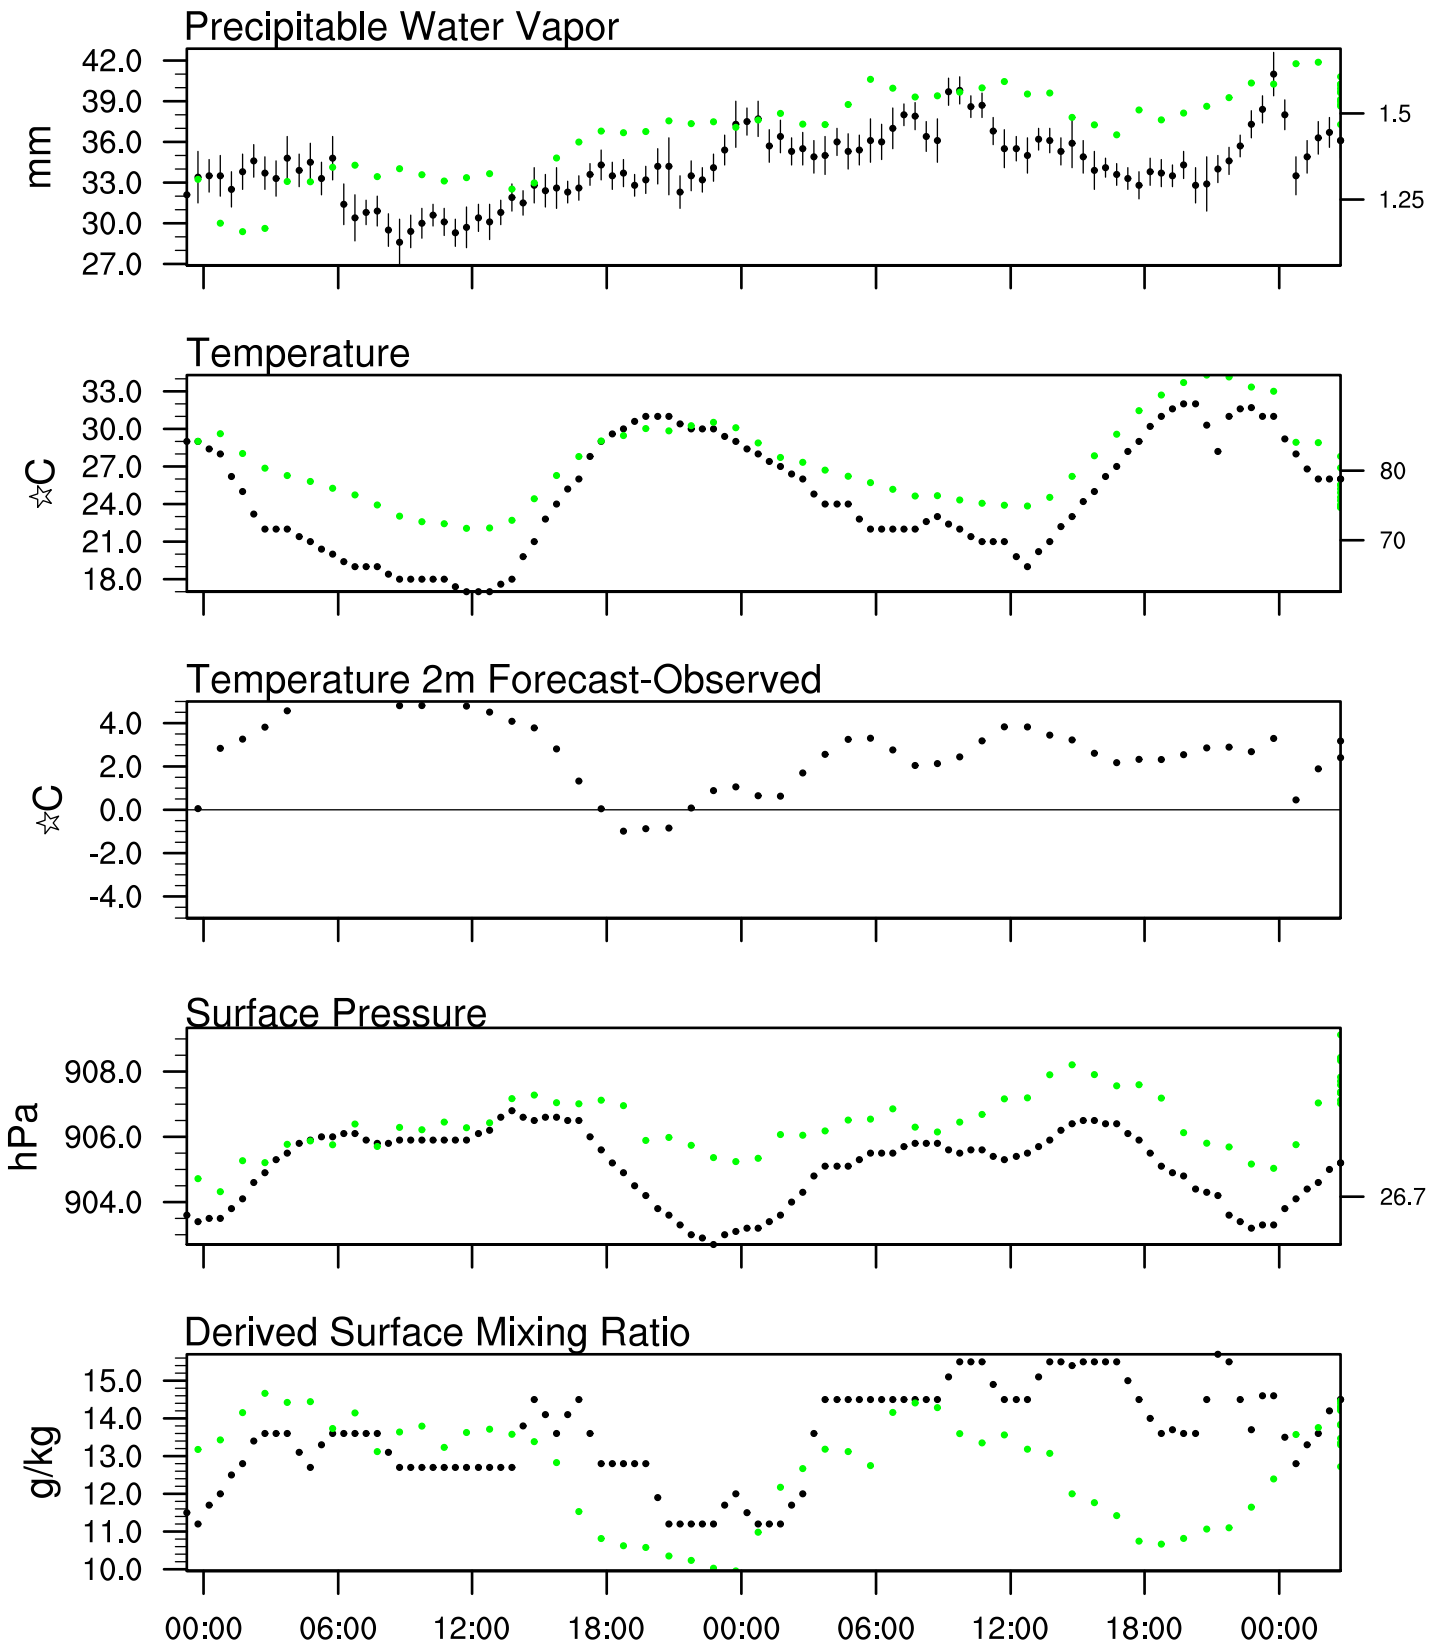 Precipitable Water Vapor
42.0
39.0
36.0
33.0
30.0
27.0
mm
1.5
1.25
Temperature
33.0
30.0
27.0
24.0
21.0
18.0
☆C
80
70
Temperature 2m Forecast-Observed
4.0
2.0
0.0
-2.0
-4.0
☆C
Surface Pressure
908.0
906.0
904.0
hPa
26.7
Derived Surface Mixing Ratio
15.0
14.0
13.0
12.0
11.0
10.0
g/kg
00:00 06:00 12:00 18:00 00:00 06:00 12:00 18:00 00:00